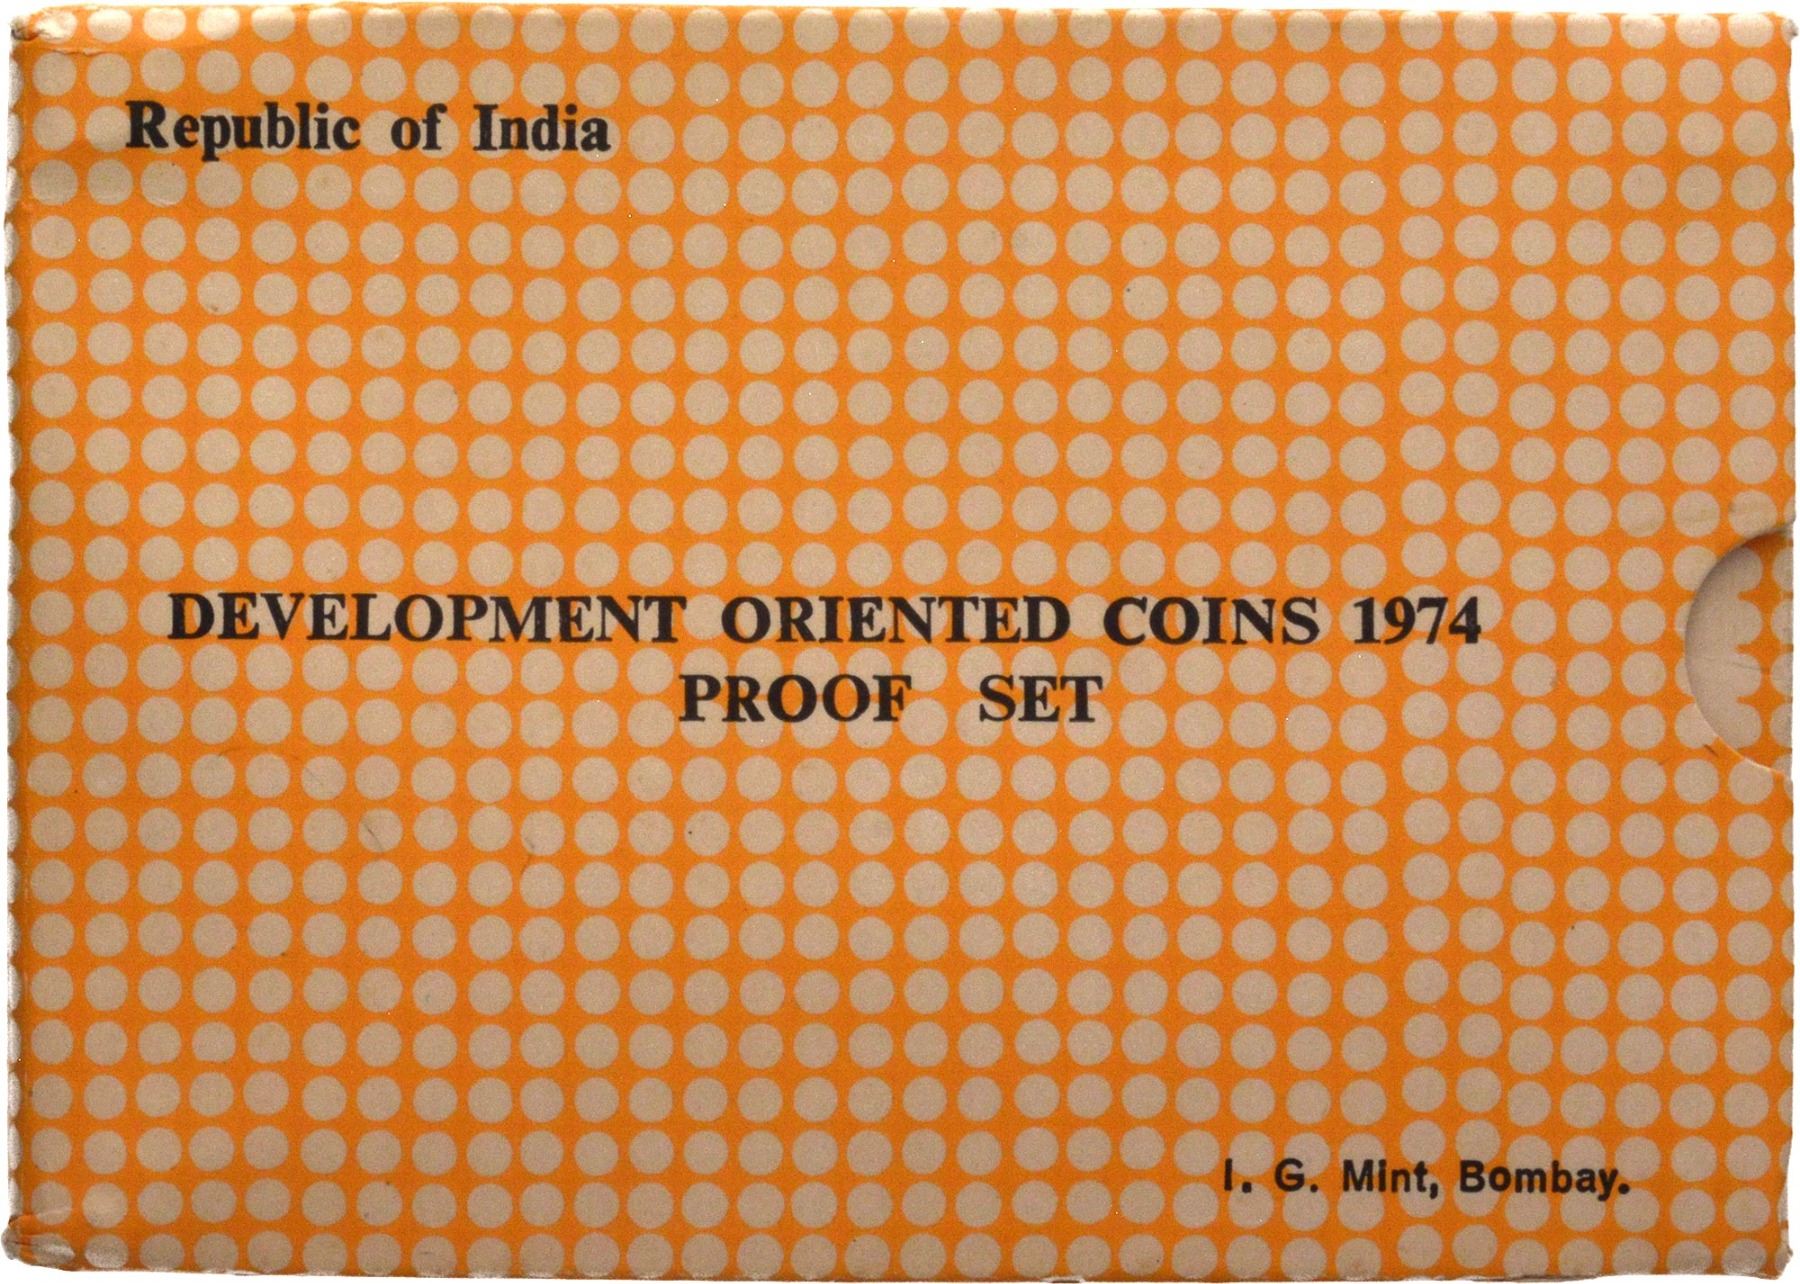 Republic of India
DEVELOPMENT ORIENTED COINS 1974
PROOF SET
I. G. Mint, Bombay.